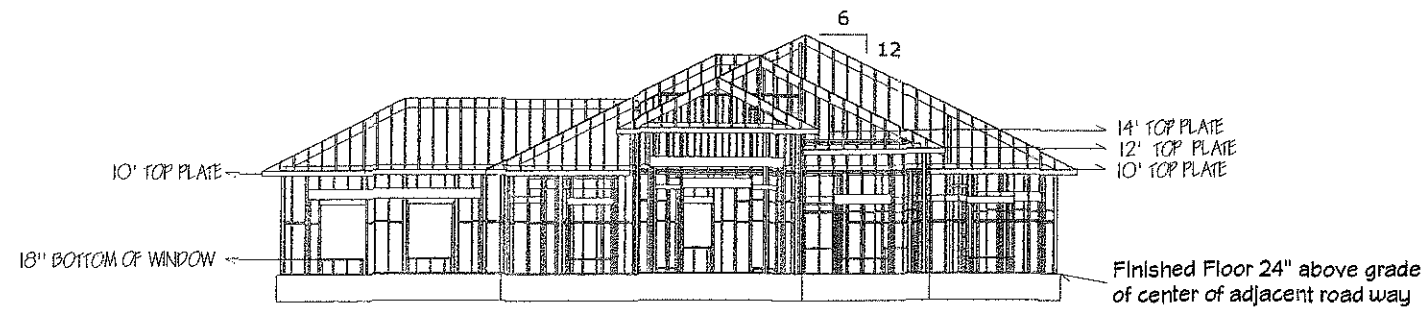 6
12
14' TOP PLATE
12' TOP PLATE
10' TOP PLATE
10' TOP PLATE
18" BOTTOM OF WINDOW
Finished Floor 24" above grade
of center of adjacent road way